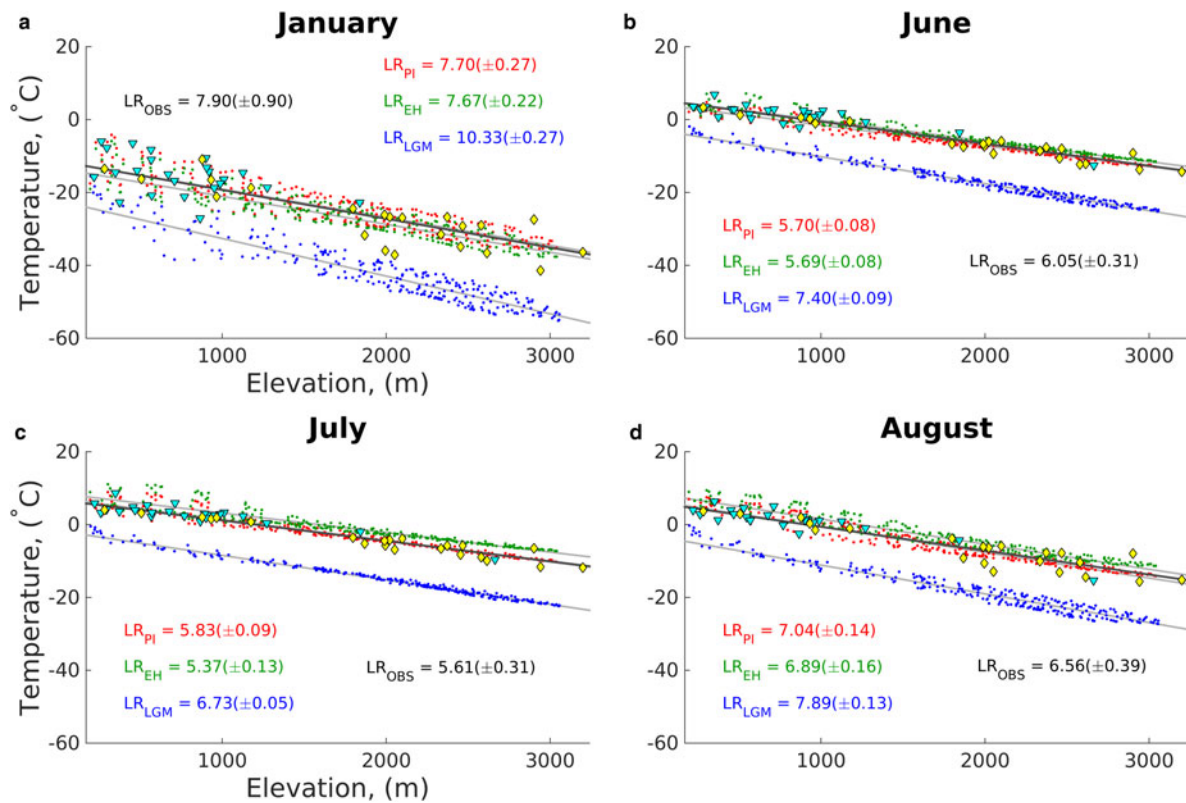 a
January
20
0
-20
-40
-60
Temperature, (°C)
LR_OBS = 7.90(±0.90)
LR_PI = 7.70(±0.27)
LR_EH = 7.67(±0.22)
LR_LGM = 10.33(±0.27)
1000
2000
3000
Elevation, (m)
b
June
20
0
-20
-40
-60
LR_PI = 5.70(±0.08)
LR_EH = 5.69(±0.08)
LR_LGM = 7.40(±0.09)
LR_OBS = 6.05(±0.31)
1000
2000
3000
c
July
20
0
-20
-40
-60
Temperature, (°C)
LR_PI = 5.83(±0.09)
LR_EH = 5.37(±0.13)
LR_LGM = 6.73(±0.05)
LR_OBS = 5.61(±0.31)
1000
2000
3000
Elevation, (m)
d
August
20
0
-20
-40
-60
LR_PI = 7.04(±0.14)
LR_EH = 6.89(±0.16)
LR_LGM = 7.89(±0.13)
LR_OBS = 6.56(±0.39)
1000
2000
3000